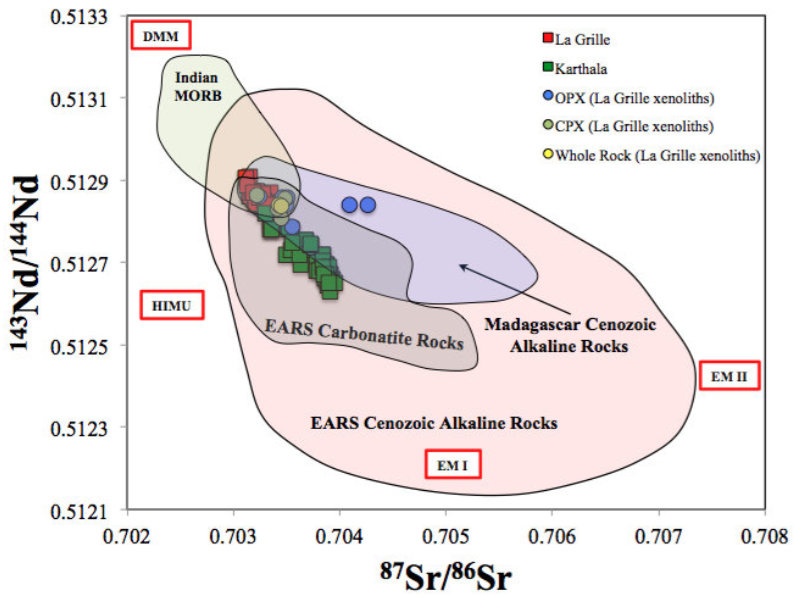 0.5133
0.5131
0.5129
0.5127
0.5125
0.5123
0.5121
¹⁴³Nd/¹⁴⁴Nd
DMM
Indian
MORB
La Grille
Karthala
OPX (La Grille xenoliths)
CPX (La Grille xenoliths)
Whole Rock (La Grille xenoliths)
HIMU
EARS Carbonatite Rocks
Madagascar Cenozoic
Alkaline Rocks
EM II
EARS Cenozoic Alkaline Rocks
EM I
0.702
0.703
0.704
0.705
0.706
0.707
0.708
⁸⁷Sr/⁸⁶Sr